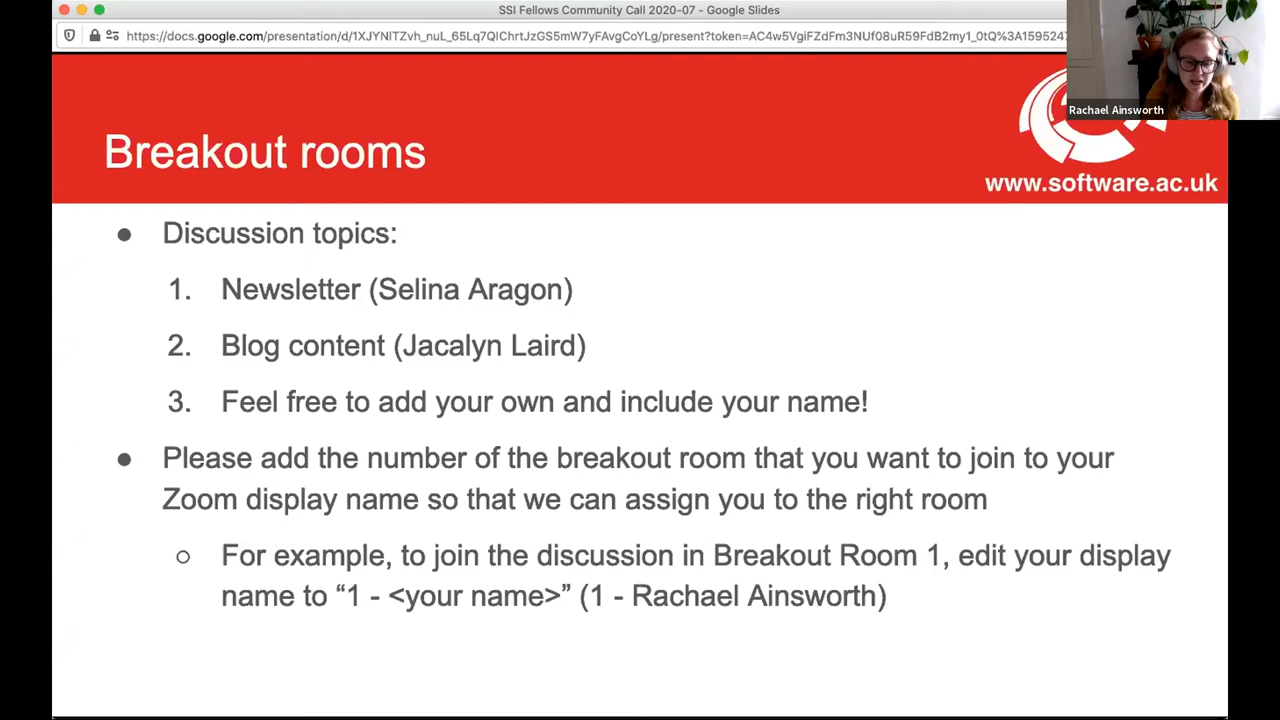 SSI Fellows Community Call 2020-07 - Google Slides
https://docs.google.com/presentation/d/1XJYNITZvh_nuL_65Lq7QIChrtJzGS5mW7yFAvgCoYLg/present?token=AC4w5VgiFZdFm3NUf08uR59FdB2my1_0tQ%3A1595247
Rachael Ainsworth
Breakout rooms
www.software.ac.uk
● Discussion topics:
1. Newsletter (Selina Aragon)
2. Blog content (Jacalyn Laird)
3. Feel free to add your own and include your name!
● Please add the number of the breakout room that you want to join to your
Zoom display name so that we can assign you to the right room
○ For example, to join the discussion in Breakout Room 1, edit your display
name to “1 - <your name>” (1 - Rachael Ainsworth)